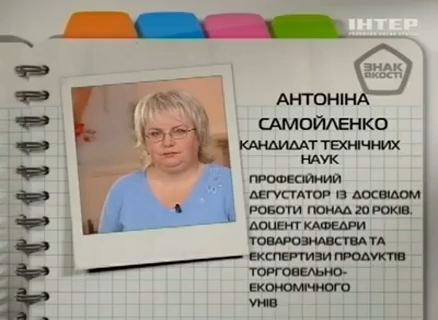 ІНТЕР
ЗНАК
ЯКОСТІ
АНТОНІНА
САМОЙЛЕНКО
КАНДИДАТ ТЕХНІЧНИХ
НАУК
ПРОФЕСІЙНИЙ
ДЕГУСТАТОР ІЗ ДОСВІДОМ
РОБОТИ ПОНАД 20 РОКІВ.
ДОЦЕНТ КАФЕДРИ
ТОВАРОЗНАВСТВА ТА
ЕКСПЕРТИЗИ ПРОДУКТІВ
ТОРГОВЕЛЬНО-
ЕКОНОМІЧНОГО
УНІВ